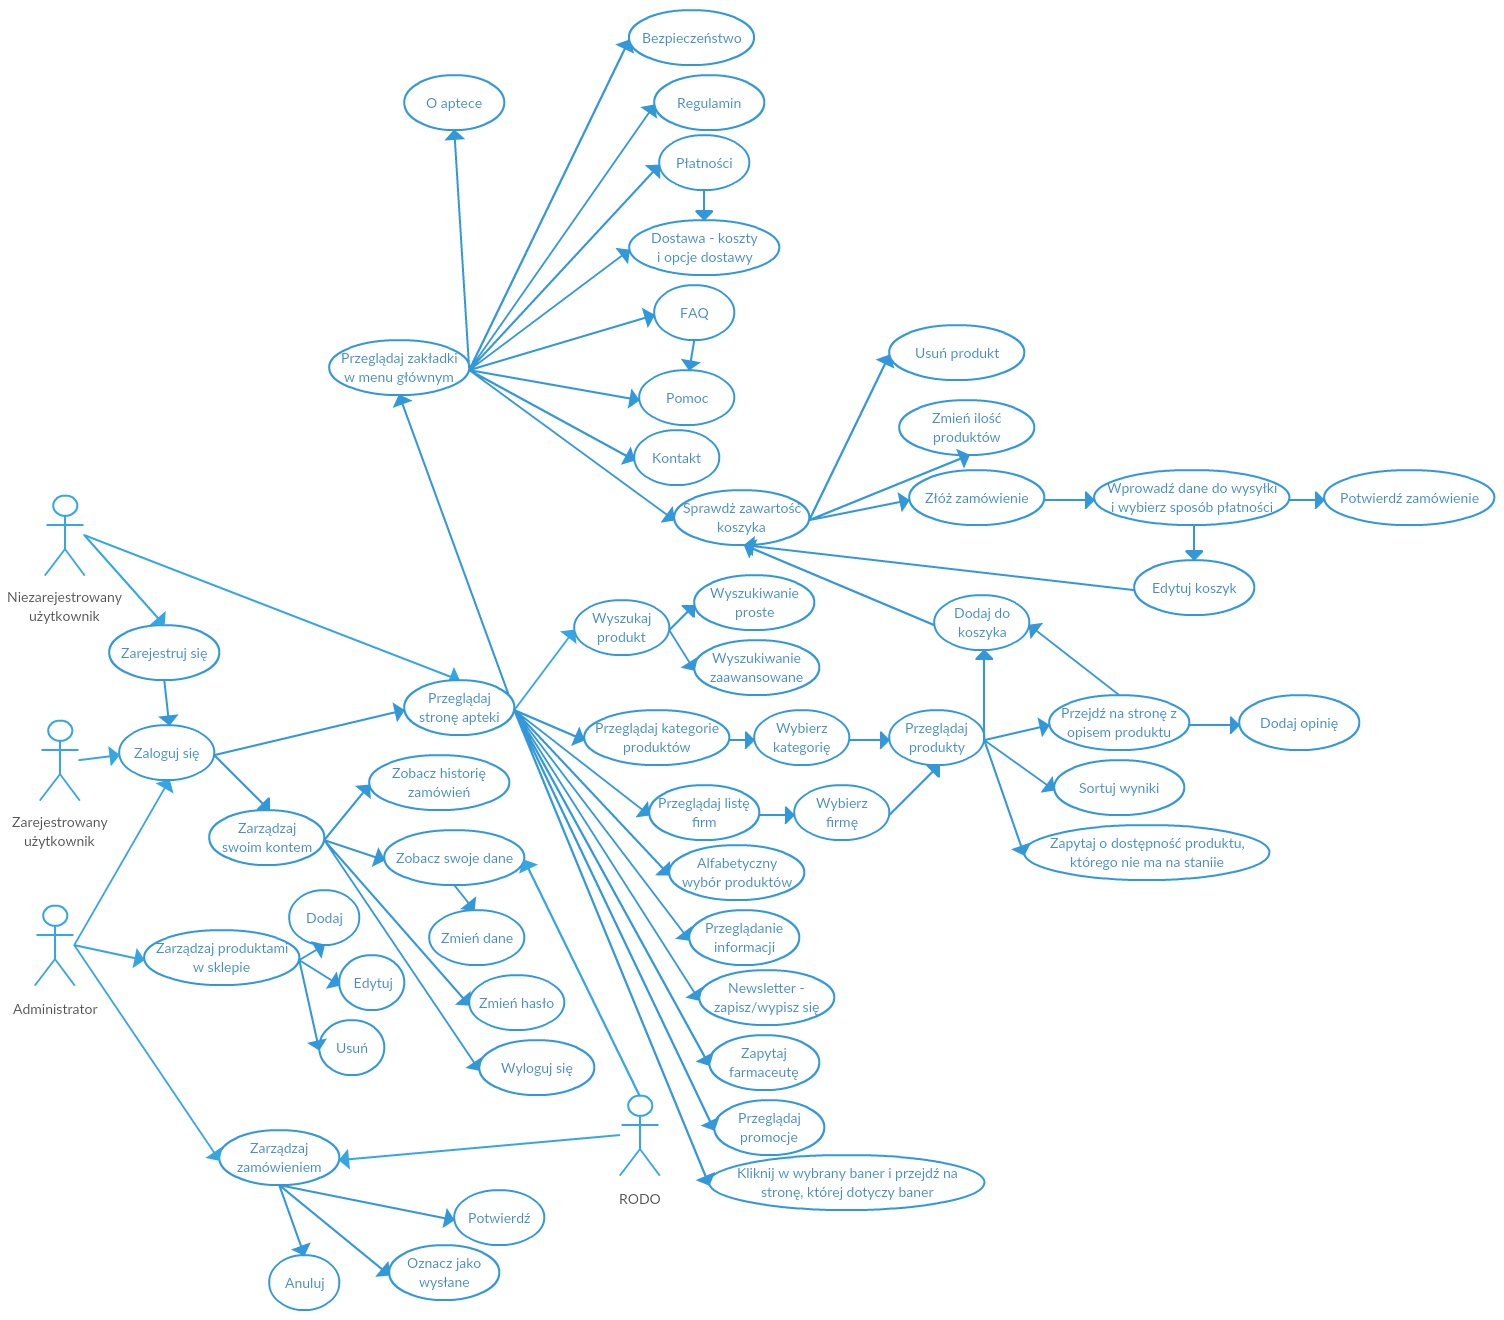 Bezpieczeństwo
O aptece
Regulamin
Płatności
Dostawa - koszty
i opcje dostawy
FAQ
Przeglądaj zakładki
w menu głównym
Usuń produkt
Pomoc
Zmień ilość
produktów
Kontakt
Sprawdż zawartość
koszyka
Złóż zamówienie
Wprowadź dane do wysyłki
i wybierz sposób płatności
Potwierdź zamówienie
Edytuj koszyk
Niezarejestrowany
użytkownik
Wyszukaj
produkt
Wyszukiwanie
proste
Dodaj do
koszyka
Zarejestruj się
Wyszukiwanie
zaawansowane
Przeglądaj
stronę apteki
Przeglądaj kategorie
produktów
Wybierz
kategorię
Przeglądaj
produkty
Przejdź na stronę z
opisem produktu
Dodaj opinię
Zaloguj się
Zarejestrowany
użytkownik
Zobacz historię
zamówień
Sortuj wyniki
Przeglądaj listę
firm
Wybierz
firmę
Zarządzaj
swoim kontem
Zobacz swoje dane
Zapytaj o dostępność produktu,
którego nie ma na staniie
Alfabetyczny
wybór produktów
Dodaj
Zmień dane
Przeglądanie
informacji
Zarządzaj produktami
w sklepie
Edytuj
Administrator
Zmień hasło
Newsletter -
zapisz/wypisz się
Usuń
Wyloguj się
Zapytaj
farmaceutę
Przeglądaj
promocje
Zarządzaj
zamówieniem
RODO
Kliknij w wybrany baner i przejdź na
stronę, której dotyczy baner
Potwierdź
Oznacz jako
wysłane
Anuluj